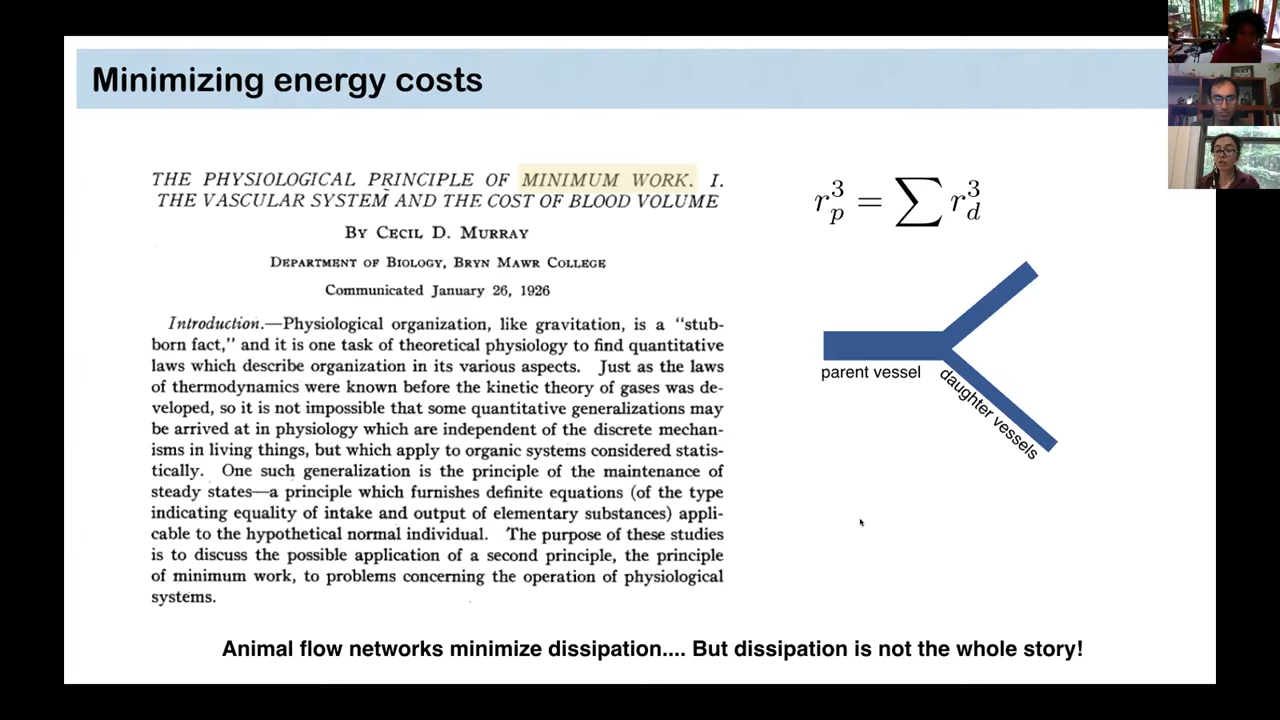 Minimizing energy costs
THE PHYSIOLOGICAL PRINCIPLE OF MINIMUM WORK. I.
THE VASCULAR SYSTEM AND THE COST OF BLOOD VOLUME
BY CECIL D. MURRAY
DEPARTMENT OF BIOLOGY, BRYN MAWR COLLEGE
Communicated January 26, 1926
Introduction.—Physiological organization, like gravitation, is a “stub-
born fact,” and it is one task of theoretical physiology to find quantitative
laws which describe organization in its various aspects. Just as the laws
of thermodynamics were known before the kinetic theory of gases was de-
veloped, so it is not impossible that some quantitative generalizations may
be arrived at in physiology which are independent of the discrete mechan-
isms in living things, but which apply to organic systems considered statis-
tically. One such generalization is the principle of the maintenance of
steady states—a principle which furnishes definite equations (of the type
indicating equality of intake and output of elementary substances) appli-
cable to the hypothetical normal individual. The purpose of these studies
is to discuss the possible application of a second principle, the principle
of minimum work, to problems concerning the operation of physiological
systems.
r_p^3 = ∑ r_d^3
parent vessel
daughter vessels
Animal flow networks minimize dissipation.... But dissipation is not the whole story!